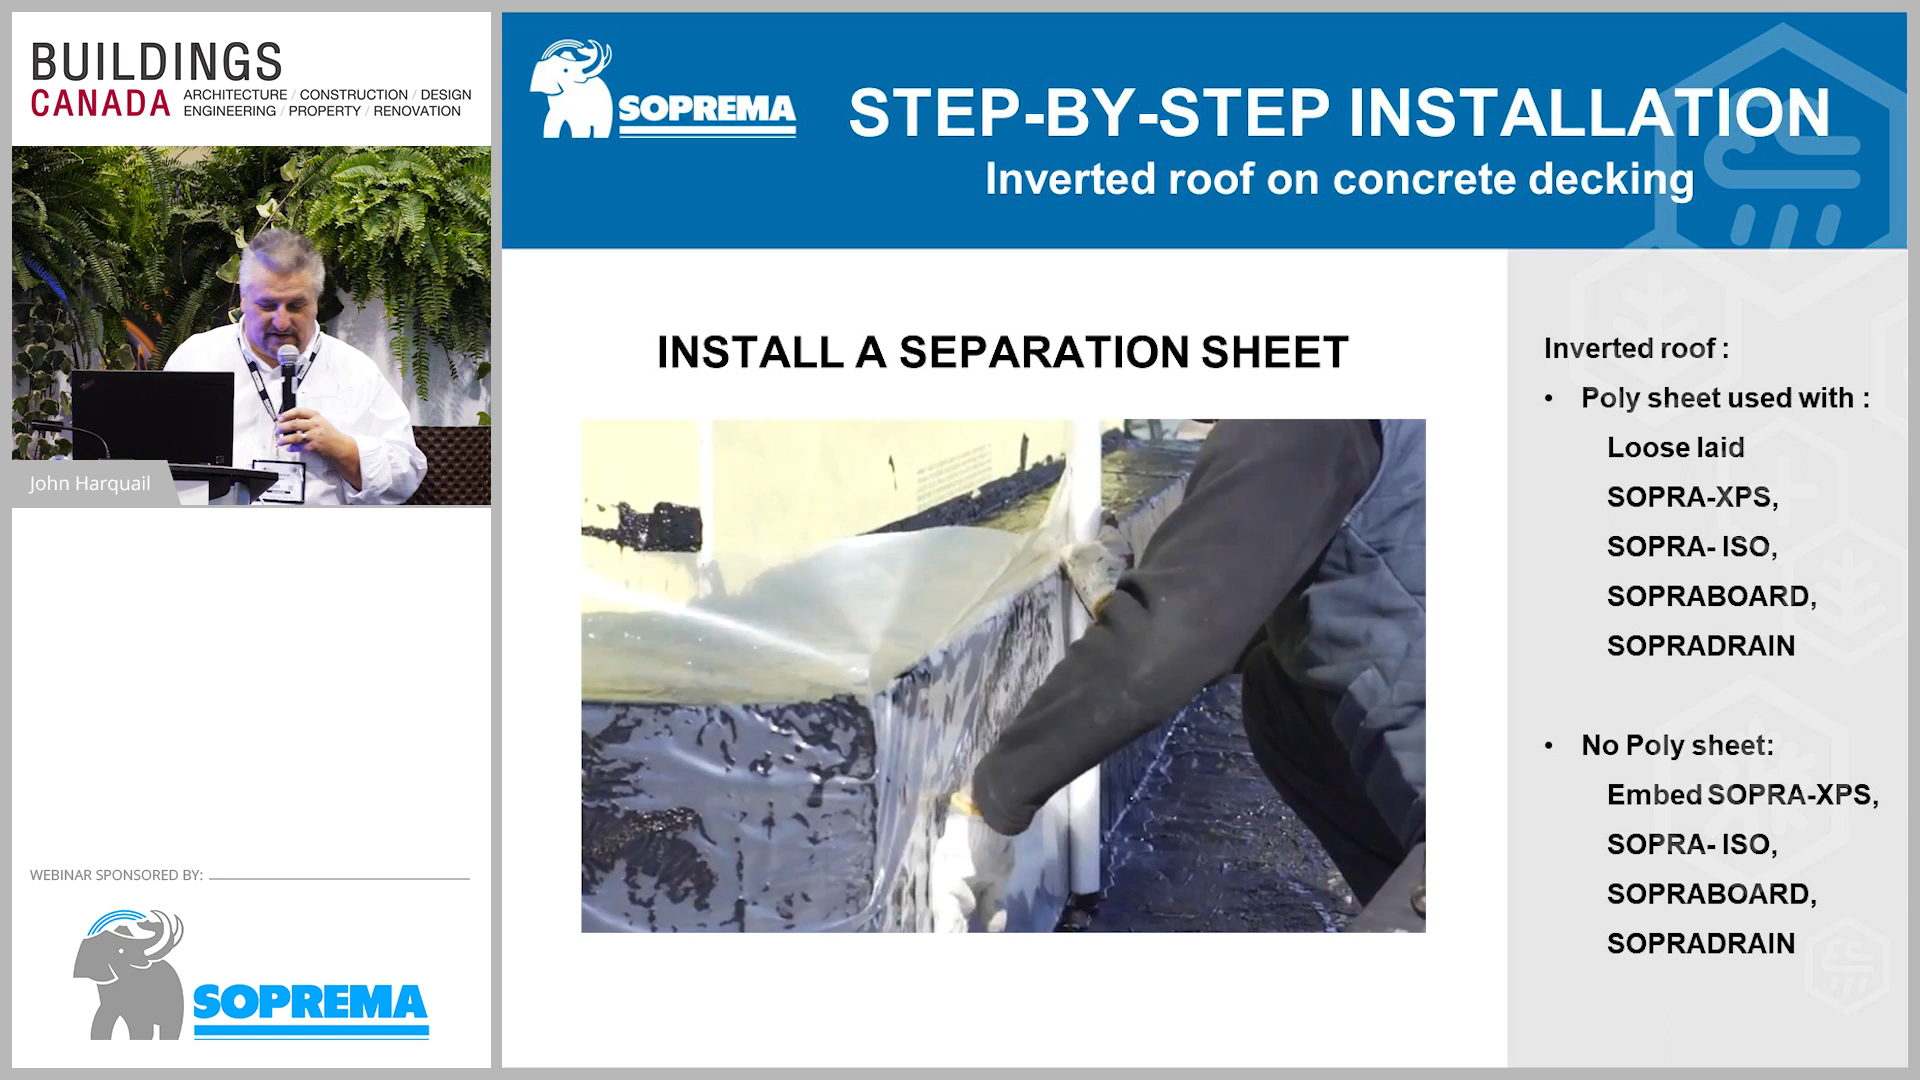 BUILDINGS
CANADA
ARCHITECTURE / CONSTRUCTION / DESIGN
ENGINEERING / PROPERTY / RENOVATION
John Harquail
WEBINAR SPONSORED BY:
SOPREMA
SOPREMA
STEP-BY-STEP INSTALLATION
Inverted roof on concrete decking
INSTALL A SEPARATION SHEET
Inverted roof :
• Poly sheet used with :
Loose laid
SOPRA-XPS,
SOPRA- ISO,
SOPRABOARD,
SOPRADRAIN
• No Poly sheet:
Embed SOPRA-XPS,
SOPRA- ISO,
SOPRABOARD,
SOPRADRAIN